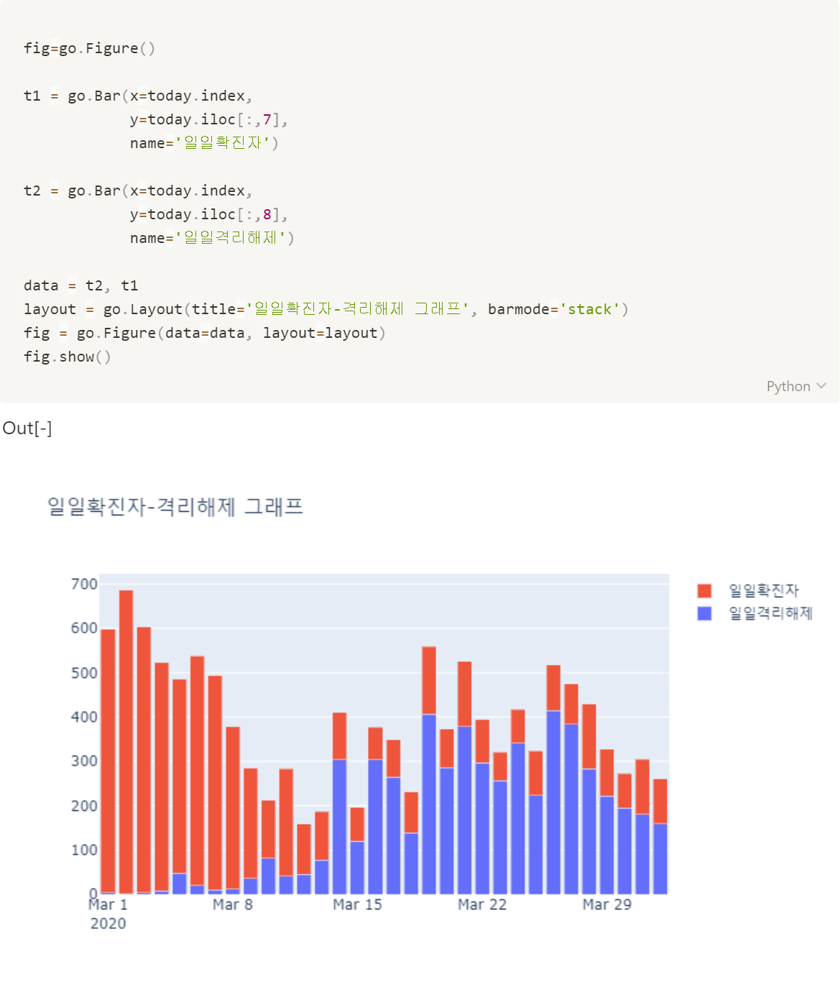 fig=go.Figure()
t1 = go.Bar(x=today.index,
y=today.iloc[:,7],
name='일일확진자')
t2 = go.Bar(x=today.index,
y=today.iloc[:,8],
name='일일격리해제')
data = t2, t1
layout = go.Layout(title='일일확진자-격리해제 그래프', barmode='stack')
fig = go.Figure(data=data, layout=layout)
fig.show()
Python
Out[-]
일일확진자-격리해제 그래프
700
600
500
400
300
200
100
0
일일확진자
일일격리해제
Mar 1 Mar 8 Mar 15 Mar 22 Mar 29
2020